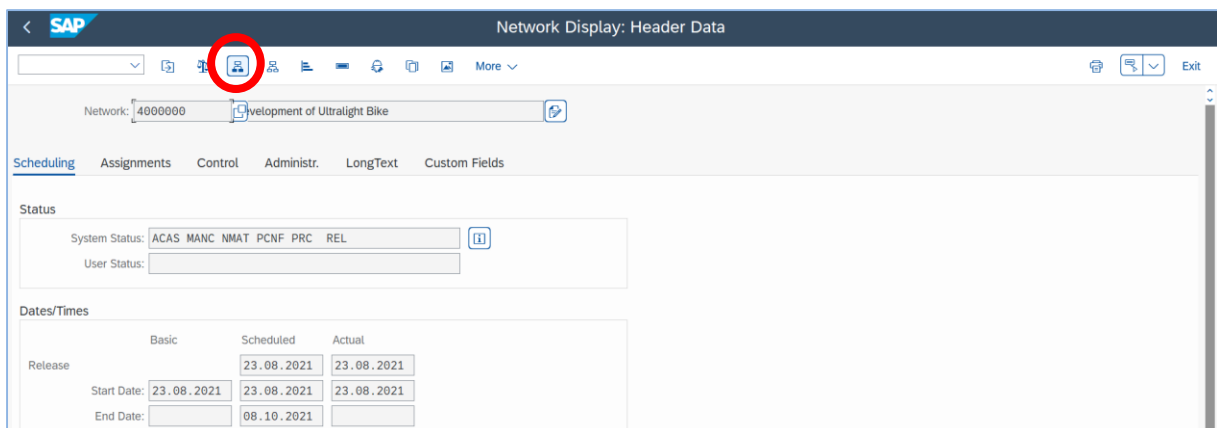 SAP
Network Display: Header Data
More
Exit
Network: 4000000 evelopment of Ultralight Bike
Scheduling Assignments Control Administr. LongText Custom Fields
Status
System Status: ACAS MANC NMAT PCNF PRC REL
User Status:
Dates/Times
Basic Scheduled Actual
Release 23.08.2021 23.08.2021
Start Date: 23.08.2021 23.08.2021 23.08.2021
End Date: 08.10.2021